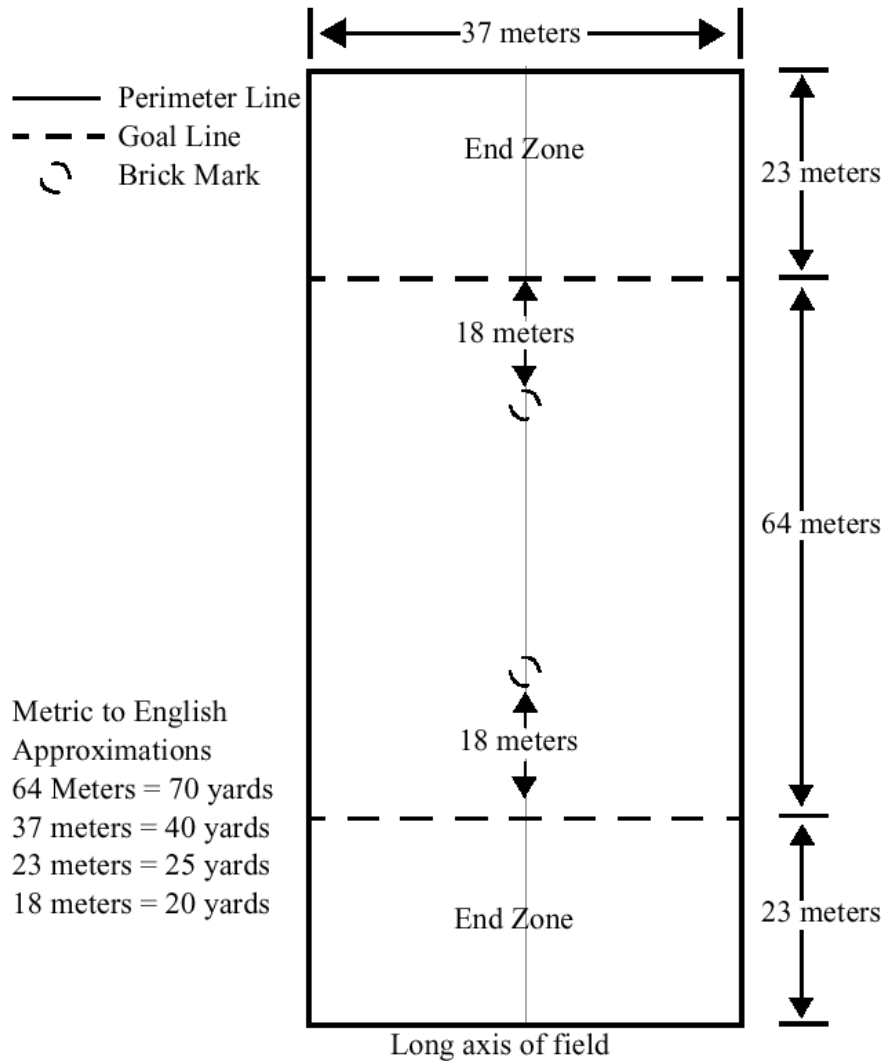 37 meters
Perimeter Line
Goal Line
Brick Mark
End Zone
23 meters
18 meters
64 meters
18 meters
Metric to English
Approximations
64 Meters = 70 yards
37 meters = 40 yards
23 meters = 25 yards
18 meters = 20 yards
End Zone
23 meters
Long axis of field